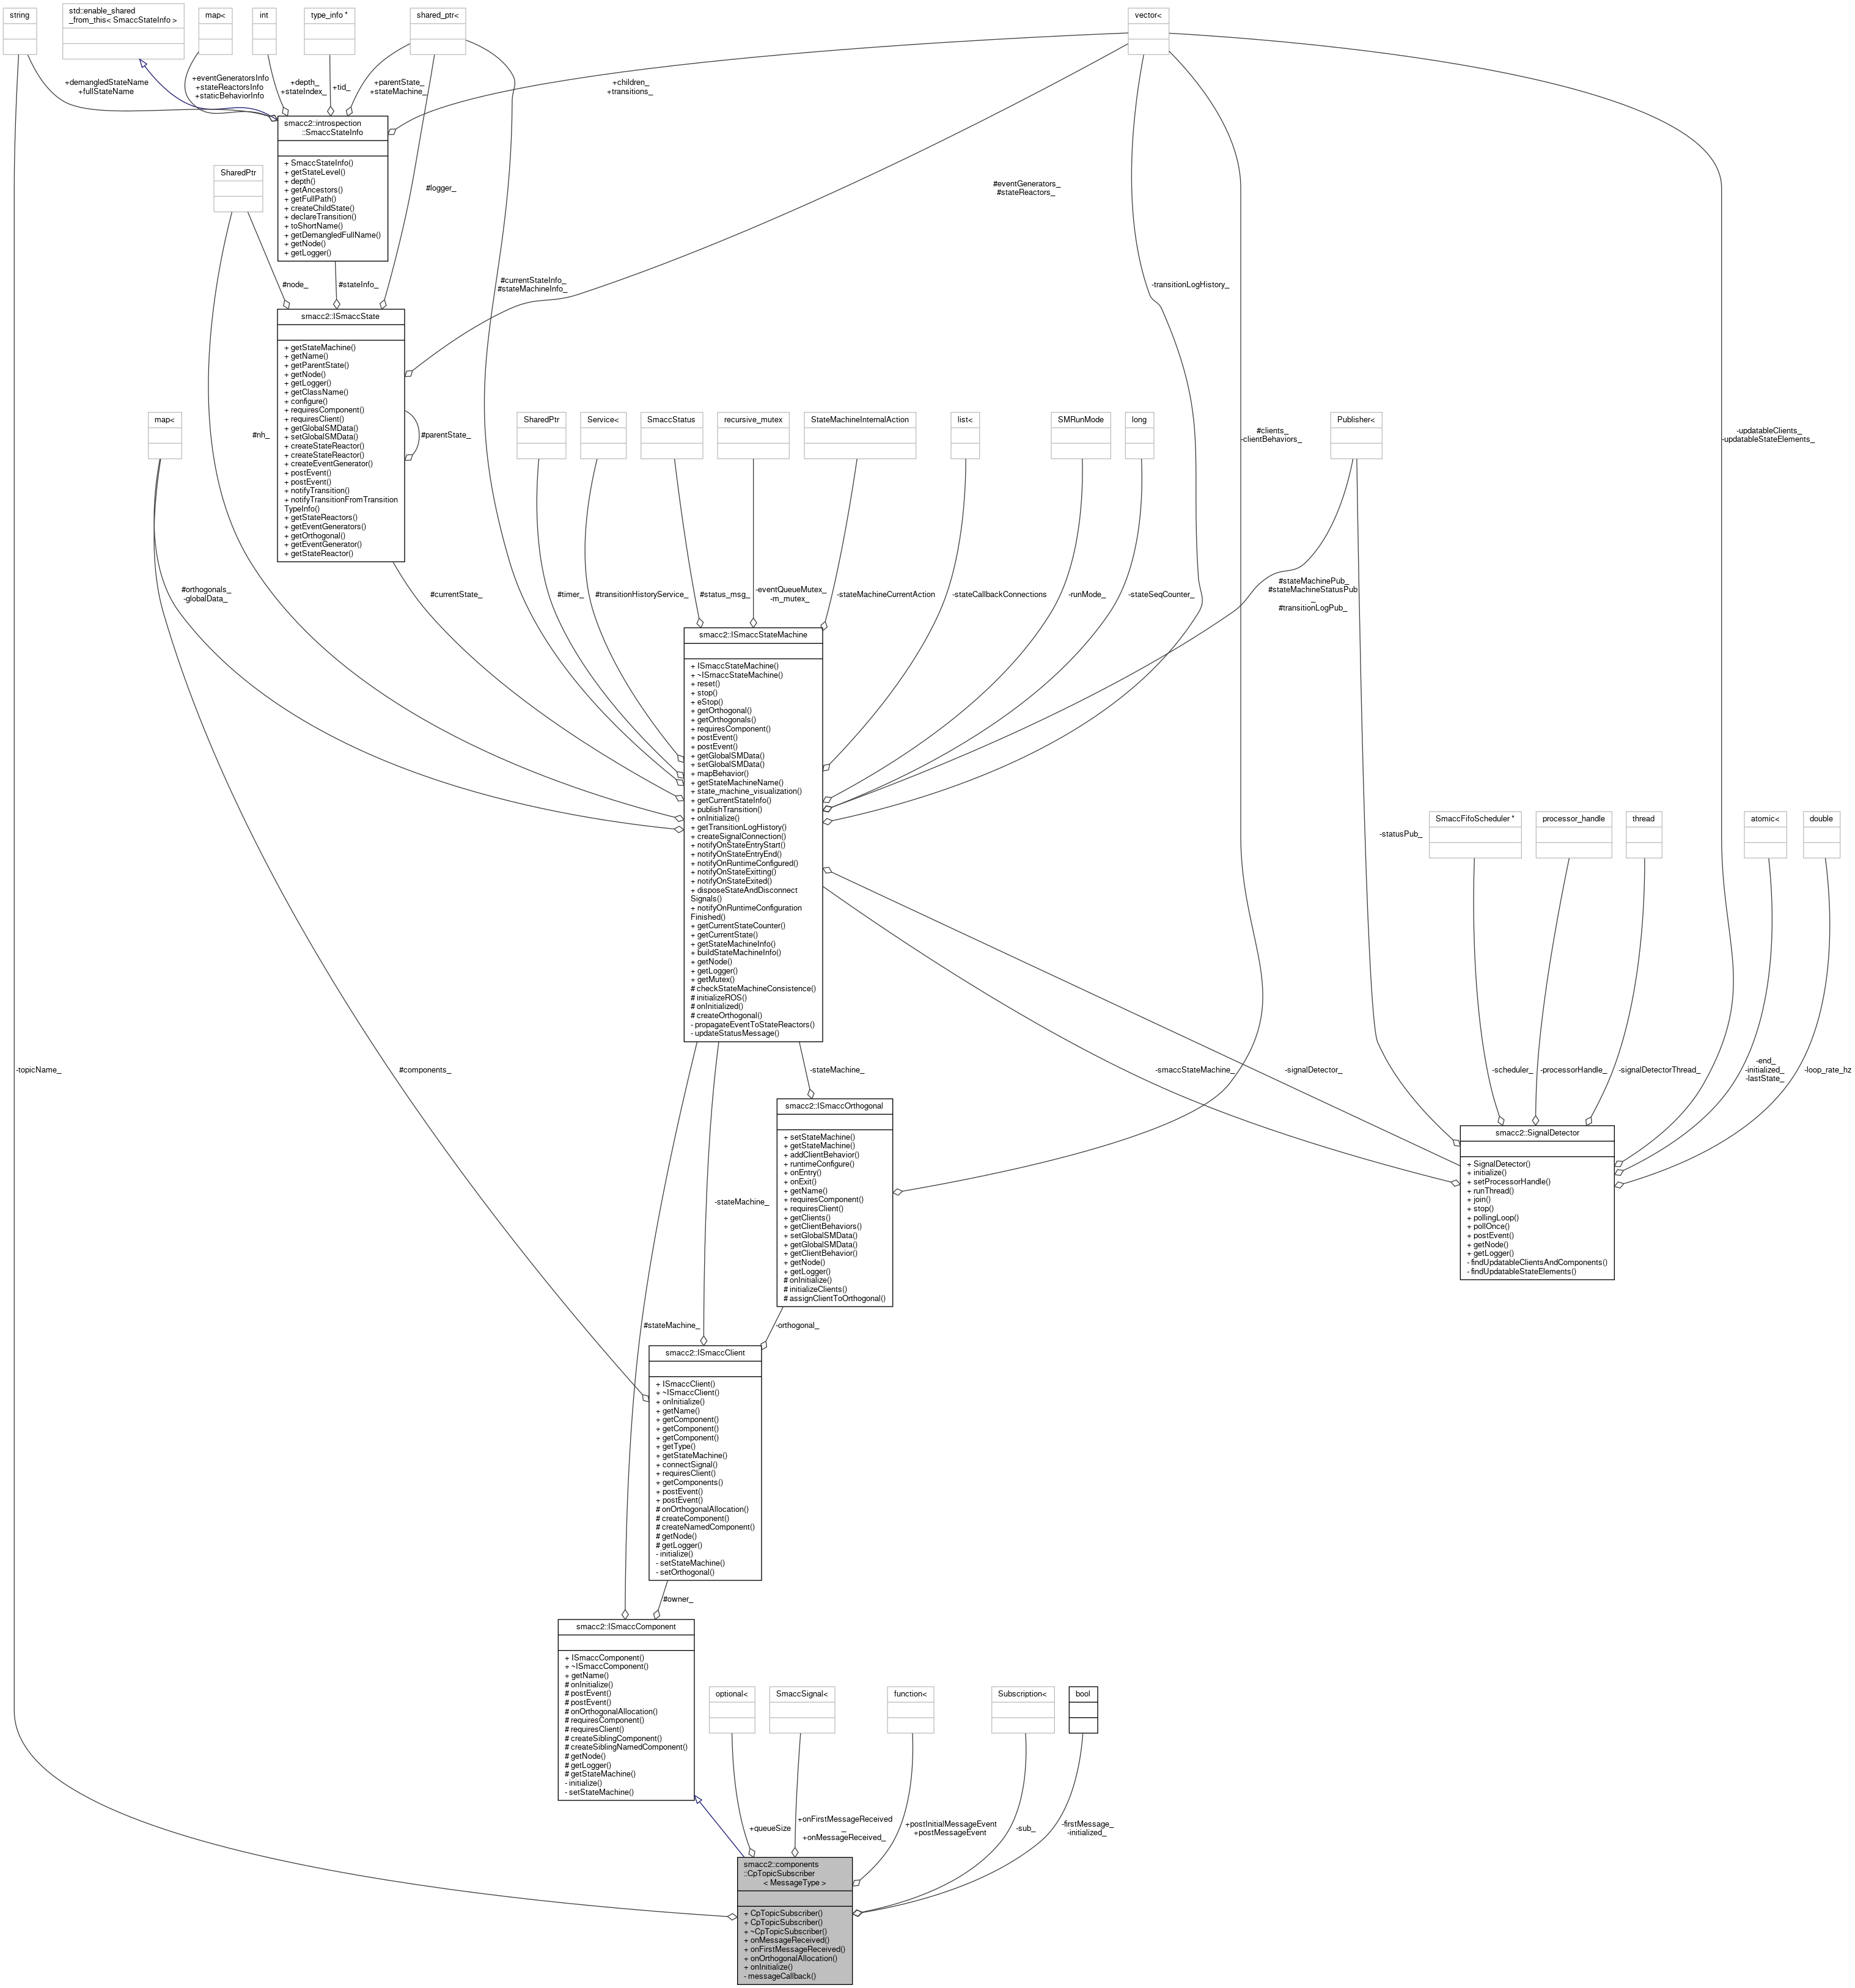 string
std::enable_shared
_from_this< SmaccStateInfo >
map<
int
type_info *
shared_ptr<
vector<
+demangledStateName
+fullStateName
+eventGeneratorsInfo
+stateReactorsInfo
+staticBehaviorInfo
+depth_
+stateIndex_
+tid_
+parentState_
+stateMachine_
+children_
+transitions_
smacc2::introspection
::SmaccStateInfo
+ SmaccStateInfo()
+ getStateLevel()
+ depth()
+ getAncestors()
+ getFullPath()
+ createChildState()
+ declareTransition()
+ toShortName()
+ getDemangledFullName()
+ getNode()
+ getLogger()
SharedPtr
#logger_
#eventGenerators_
#stateReactors_
#node_
#stateInfo_
#currentStateInfo_
#stateMachineInfo_
-transitionLogHistory_
smacc2::ISmaccState
+ getStateMachine()
+ getName()
+ getParentState()
+ getNode()
+ getLogger()
+ getClassName()
+ configure()
+ requiresComponent()
+ requiresClient()
+ getGlobalSMData()
+ setGlobalSMData()
+ createStateReactor()
+ createStateReactor()
+ createEventGenerator()
+ postEvent()
+ postEvent()
+ notifyTransition()
+ notifyTransitionFromTransition
TypeInfo()
+ getStateReactors()
+ getEventGenerators()
+ getOrthogonal()
+ getEventGenerator()
+ getStateReactor()
map<
#nh_
#parentState_
SharedPtr
Service<
SmaccStatus
recursive_mutex
StateMachineInternalAction
list<
SMRunMode
long
Publisher<
#clients_
-clientBehaviors_
-updatableClients_
-updatableStateElements_
#orthogonals_
-globalData_
#currentState_
#timer_
#transitionHistoryService_
#status_msg_
-eventQueueMutex_
-m_mutex_
-stateMachineCurrentAction
-stateCallbackConnections
-runMode_
-stateSeqCounter_
#stateMachinePub_
#stateMachineStatusPub
_
#transitionLogPub_
smacc2::ISmaccStateMachine
+ ISmaccStateMachine()
+ ~ISmaccStateMachine()
+ reset()
+ stop()
+ eStop()
+ getOrthogonal()
+ getOrthogonals()
+ requiresComponent()
+ postEvent()
+ postEvent()
+ getGlobalSMData()
+ setGlobalSMData()
+ mapBehavior()
+ getStateMachineName()
+ state_machine_visualization()
+ getCurrentStateInfo()
+ publishTransition()
+ onInitialize()
+ getTransitionLogHistory()
+ createSignalConnection()
+ notifyOnStateEntryStart()
+ notifyOnStateEntryEnd()
+ notifyOnRuntimeConfigured()
+ notifyOnStateExitting()
+ notifyOnStateExited()
+ disposeStateAndDisconnect
Signals()
+ notifyOnRuntimeConfiguration
Finished()
+ getCurrentStateCounter()
+ getCurrentState()
+ getStateMachineInfo()
+ buildStateMachineInfo()
+ getNode()
+ getLogger()
+ getMutex()
# checkStateMachineConsistence()
# initializeROS()
# onInitialized()
# createOrthogonal()
- propagateEventToStateReactors()
- updateStatusMessage()
-statusPub_
SmaccFifoScheduler *
processor_handle
thread
atomic<
double
-topicName_
#components_
-stateMachine_
-smaccStateMachine_
-signalDetector_
-scheduler_
-processorHandle_
-signalDetectorThread_
-end_
-initialized_
-lastState_
-loop_rate_hz
smacc2::ISmaccOrthogonal
+ setStateMachine()
+ getStateMachine()
+ addClientBehavior()
+ runtimeConfigure()
+ onEntry()
+ onExit()
+ getName()
+ requiresComponent()
+ requiresClient()
+ getClients()
+ getClientBehaviors()
+ setGlobalSMData()
+ getGlobalSMData()
+ getClientBehavior()
+ getNode()
+ getLogger()
# onInitialize()
# initializeClients()
# assignClientToOrthogonal()
smacc2::SignalDetector
+ SignalDetector()
+ initialize()
+ setProcessorHandle()
+ runThread()
+ join()
+ stop()
+ pollingLoop()
+ pollOnce()
+ postEvent()
+ getNode()
+ getLogger()
- findUpdatableClientsAndComponents()
- findUpdatableStateElements()
-stateMachine_
#stateMachine_
-orthogonal_
smacc2::ISmaccClient
+ ISmaccClient()
+ ~ISmaccClient()
+ onInitialize()
+ getName()
+ getComponent()
+ getComponent()
+ getComponent()
+ getType()
+ getStateMachine()
+ connectSignal()
+ requiresClient()
+ getComponents()
+ postEvent()
+ postEvent()
# onOrthogonalAllocation()
# createComponent()
# createNamedComponent()
# getNode()
# getLogger()
- initialize()
- setStateMachine()
- setOrthogonal()
#owner_
smacc2::ISmaccComponent
+ ISmaccComponent()
+ ~ISmaccComponent()
+ getName()
# onInitialize()
# postEvent()
# postEvent()
# onOrthogonalAllocation()
# requiresComponent()
# requiresClient()
# createSiblingComponent()
# createSiblingNamedComponent()
# getNode()
# getLogger()
# getStateMachine()
- initialize()
- setStateMachine()
optional<
SmaccSignal<
function<
Subscription<
bool
+queueSize
+onFirstMessageReceived
_
+onMessageReceived_
+postInitialMessageEvent
+postMessageEvent
-sub_
-firstMessage_
-initialized_
smacc2::components
::CpTopicSubscriber
< MessageType >
+ CpTopicSubscriber()
+ CpTopicSubscriber()
+ ~CpTopicSubscriber()
+ onMessageReceived()
+ onFirstMessageReceived()
+ onOrthogonalAllocation()
+ onInitialize()
- messageCallback()